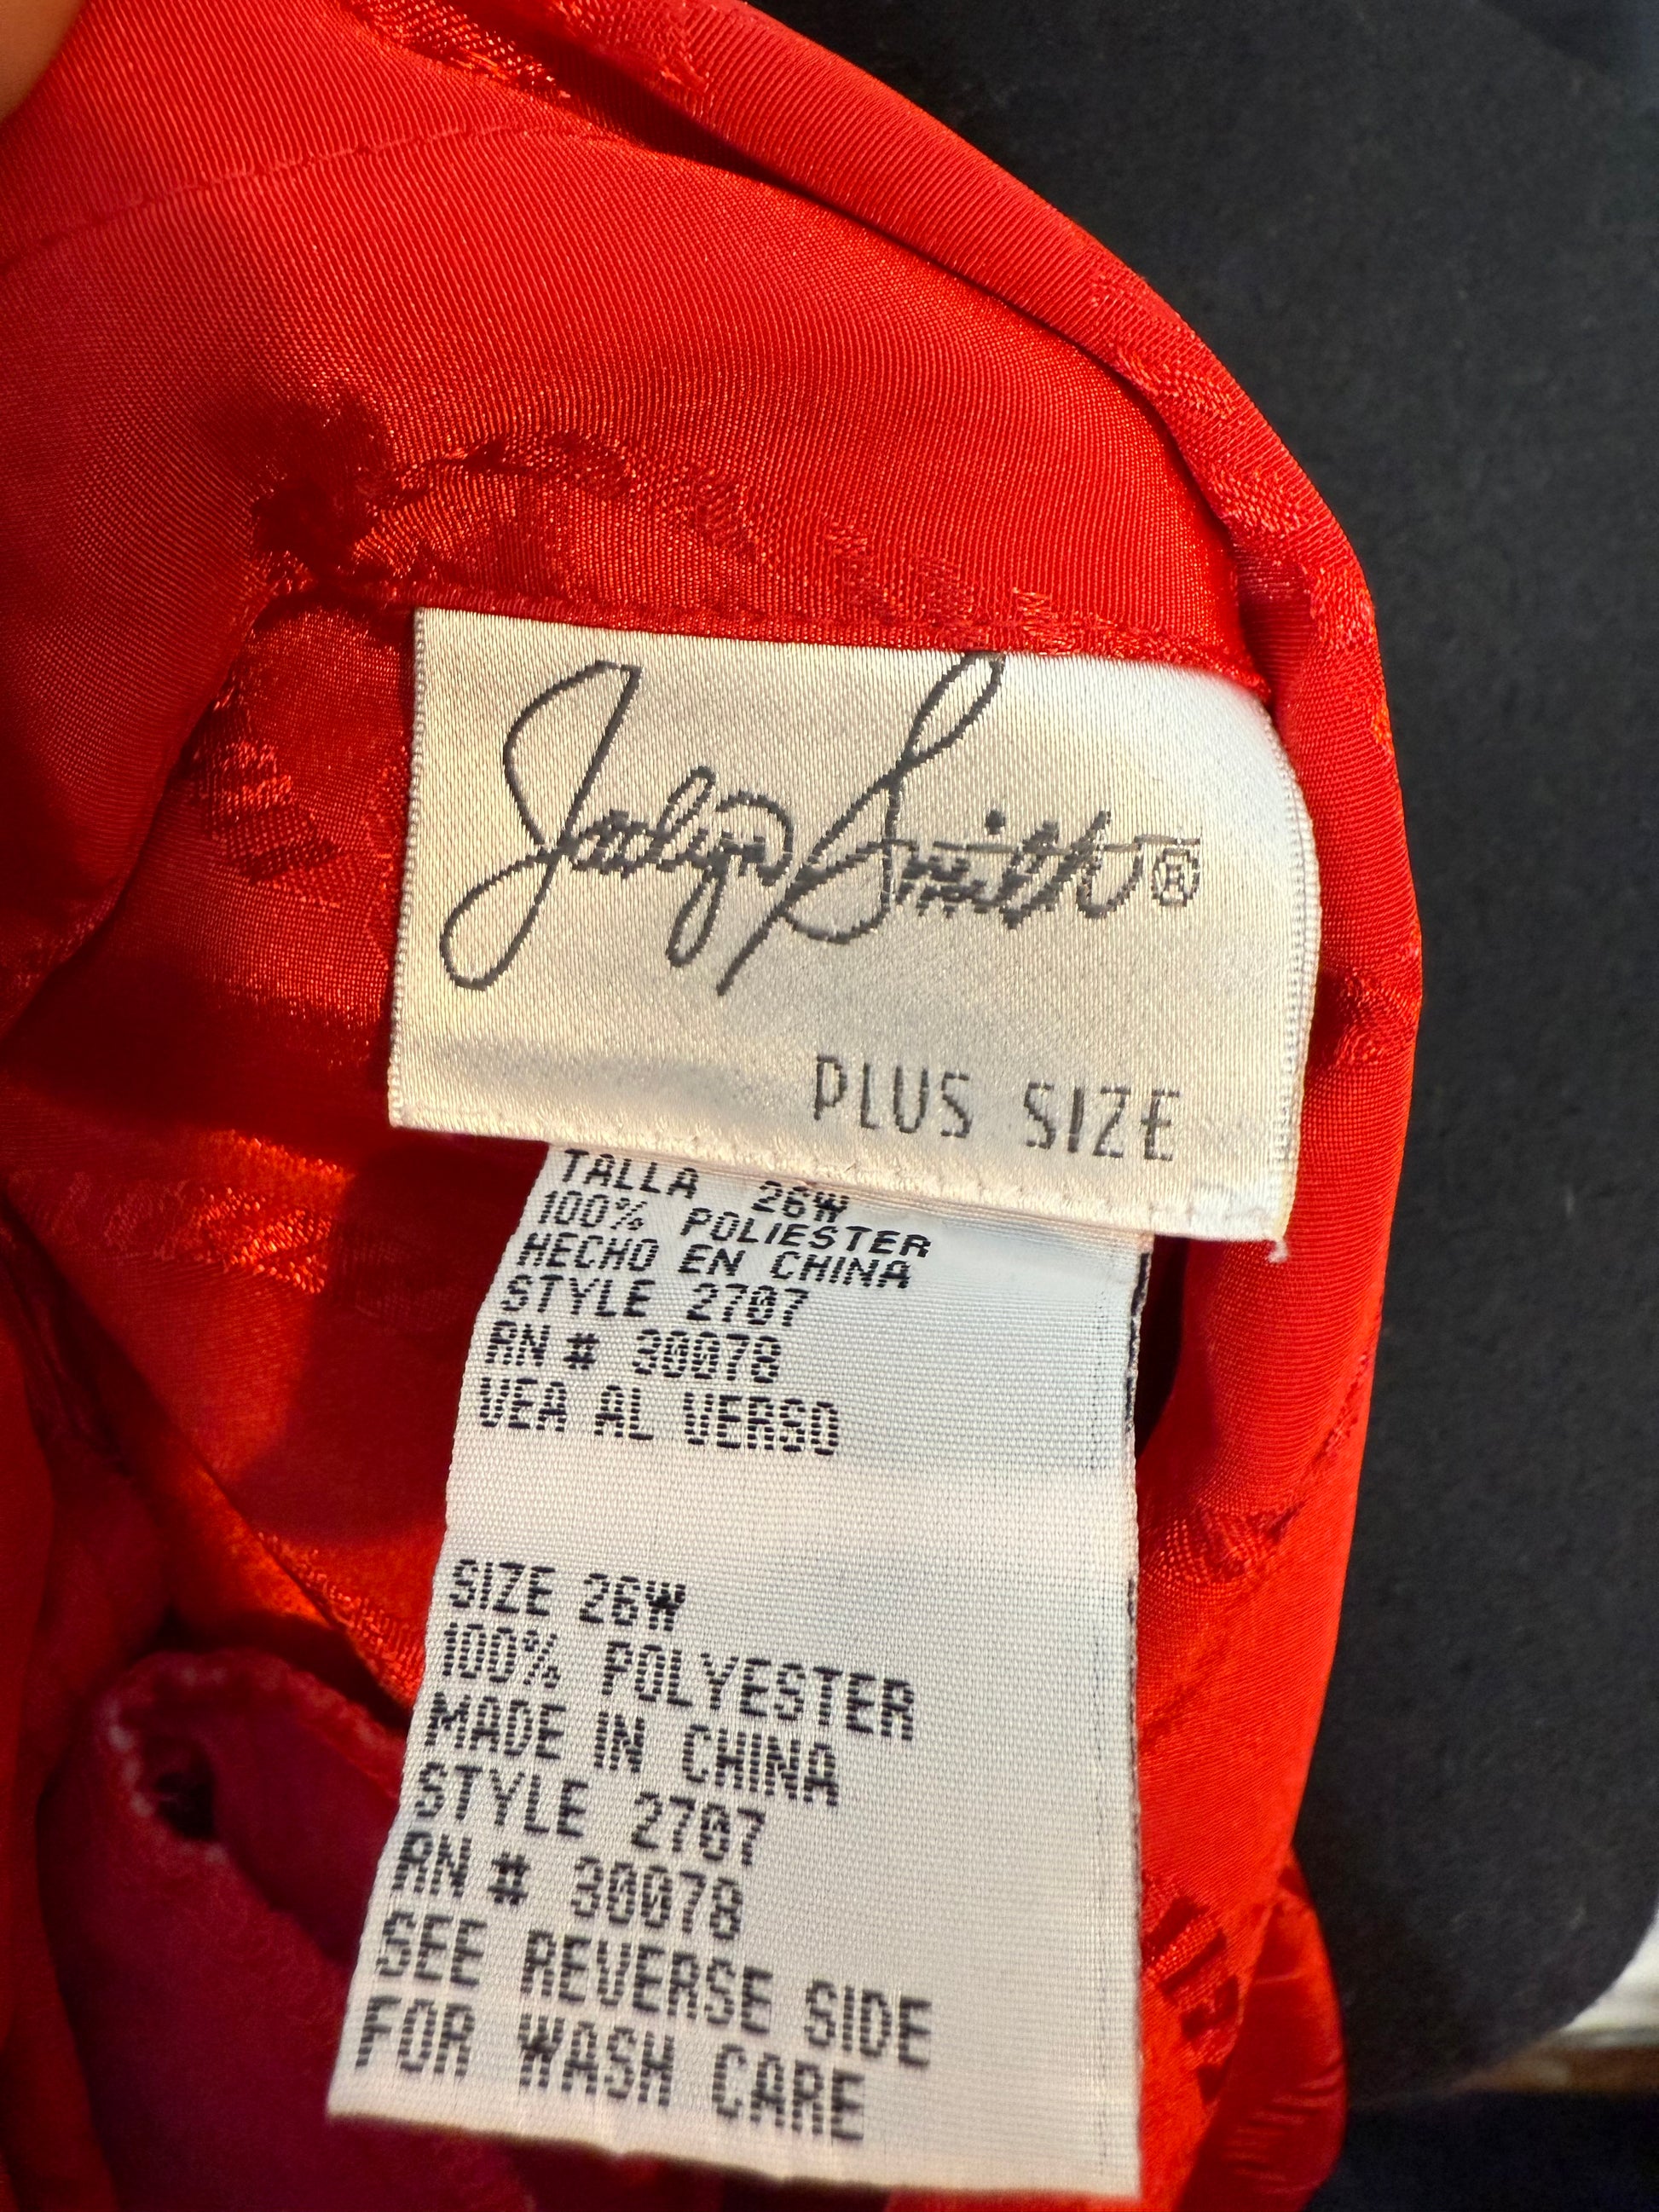 Jaclyn Smith®
PLUS SIZE
TALLA 26W
100% POLIESTER
HECHO EN CHINA
STYLE 2707
RN # 30078
VEA AL VERSO
SIZE 26W
100% POLYESTER
MADE IN CHINA
STYLE 2707
RN # 30078
SEE REVERSE SIDE
FOR WASH CARE